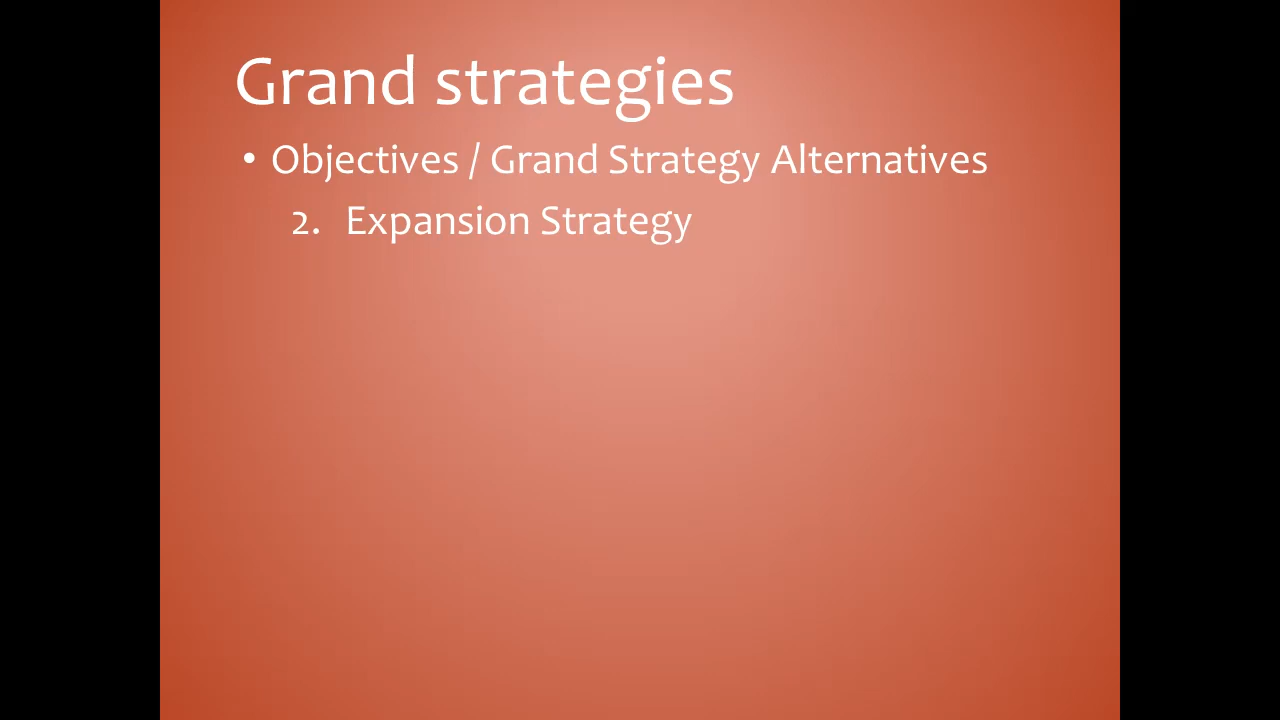 Grand strategies
• Objectives / Grand Strategy Alternatives
2. Expansion Strategy